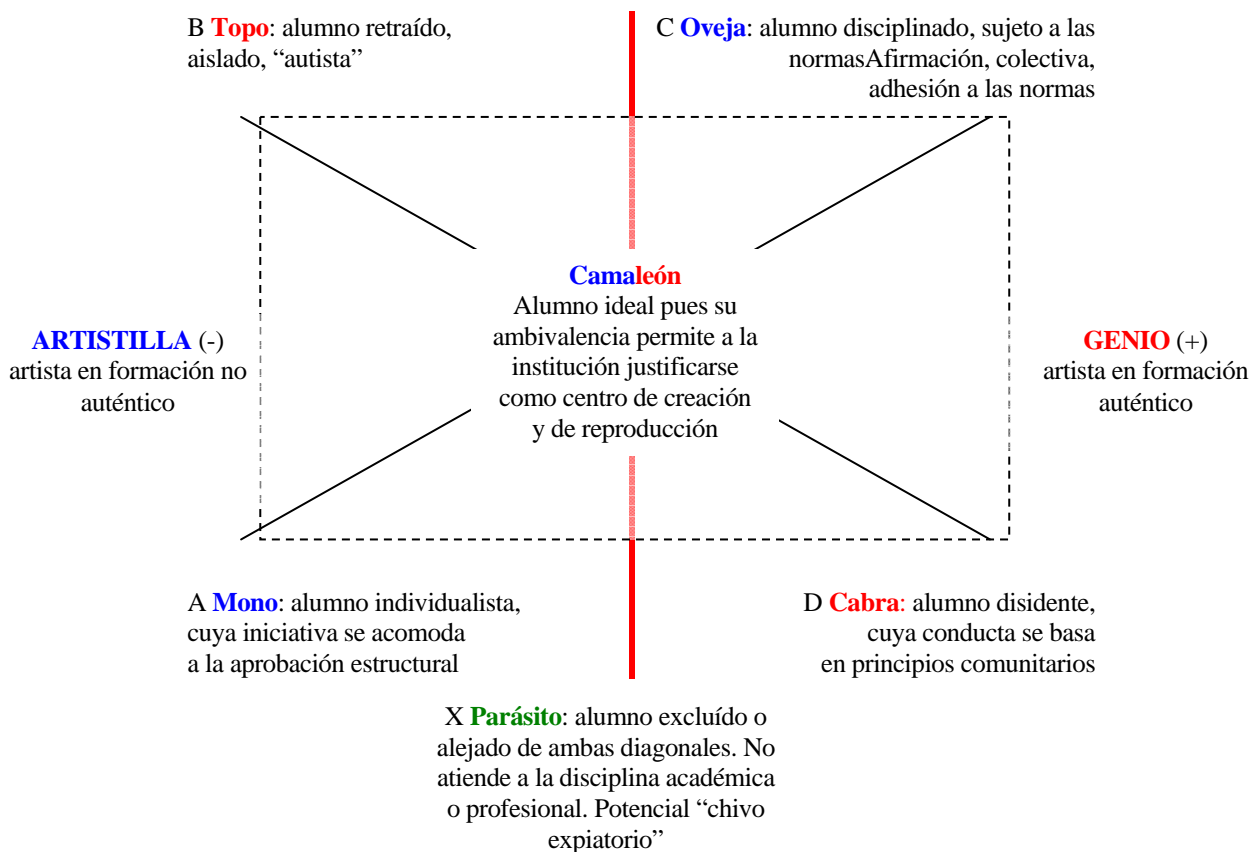 B Topo: alumno retraído,
aislado, “autista”
C Oveja: alumno disciplinado, sujeto a las
normasAfirmación, colectiva,
adhesión a las normas
Camaleón
Alumno ideal pues su
ambivalencia permite a la
institución justificarse
como centro de creación
y de reproducción
ARTISTILLA (-)
artista en formación no
auténtico
GENIO (+)
artista en formación
auténtico
A Mono: alumno individualista,
cuya iniciativa se acomoda
a la aprobación estructural
D Cabra: alumno disidente,
cuya conducta se basa
en principios comunitarios
X Parásito: alumno excluído o
alejado de ambas diagonales. No
atiende a la disciplina académica
o profesional. Potencial “chivo
expiatorio”